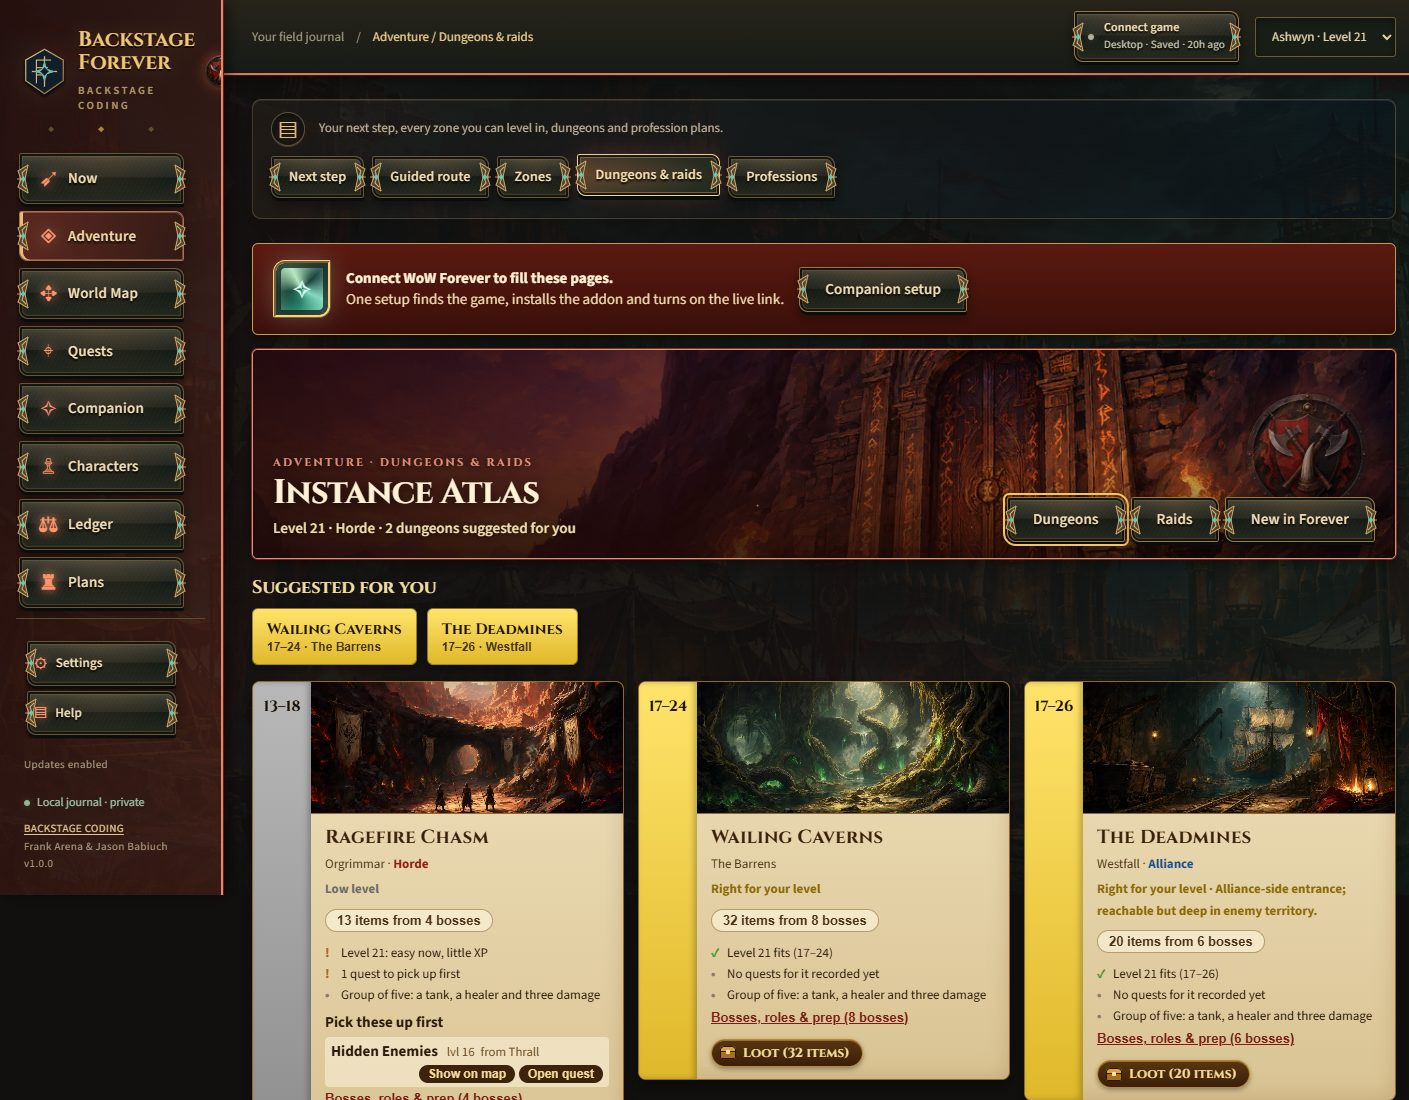 Backstage Forever
BACKSTAGE CODING
Now
Adventure
World Map
Quests
Companion
Characters
Ledger
Plans
Settings
Help
Updates enabled
Local journal · private
BACKSTAGE CODING
Frank Arena & Jason Babiuch
v1.0.0
Your field journal / Adventure / Dungeons & raids
Connect game
Desktop · Saved · 20h ago
Ashwyn · Level 21
Your next step, every zone you can level in, dungeons and profession plans.
Next step
Guided route
Zones
Dungeons & raids
Professions
Connect WoW Forever to fill these pages.
One setup finds the game, installs the addon and turns on the live link.
Companion setup
ADVENTURE · DUNGEONS & RAIDS
Instance Atlas
Level 21 · Horde · 2 dungeons suggested for you
Dungeons
Raids
New in Forever
Suggested for you
Wailing Caverns
17–24 · The Barrens
The Deadmines
17–26 · Westfall
13–18
Ragefire Chasm
Orgrimmar · Horde
Low level
13 items from 4 bosses
! Level 21: easy now, little XP
! 1 quest to pick up first
• Group of five: a tank, a healer and three damage
Pick these up first
Hidden Enemies lvl 16 from Thrall
Show on map
Open quest
Bosses, roles & prep (4 bosses)
17–24
Wailing Caverns
The Barrens
Right for your level
32 items from 8 bosses
✓ Level 21 fits (17–24)
• No quests for it recorded yet
• Group of five: a tank, a healer and three damage
Bosses, roles & prep (8 bosses)
Loot (32 items)
17–26
The Deadmines
Westfall · Alliance
Right for your level · Alliance-side entrance;
reachable but deep in enemy territory.
20 items from 6 bosses
✓ Level 21 fits (17–26)
• No quests for it recorded yet
• Group of five: a tank, a healer and three damage
Bosses, roles & prep (6 bosses)
Loot (20 items)